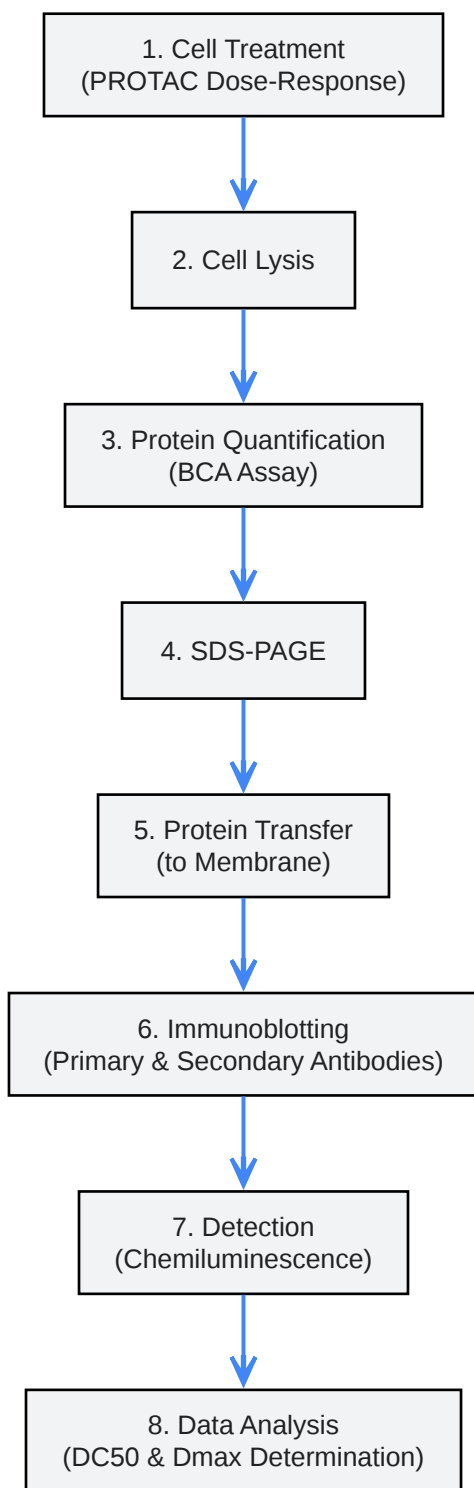 1. Cell Treatment
(PROTAC Dose-Response)
2. Cell Lysis
3. Protein Quantification
(BCA Assay)
4. SDS-PAGE
5. Protein Transfer
(to Membrane)
6. Immunoblotting
(Primary & Secondary Antibodies)
7. Detection
(Chemiluminescence)
8. Data Analysis
(DC50 & Dmax Determination)